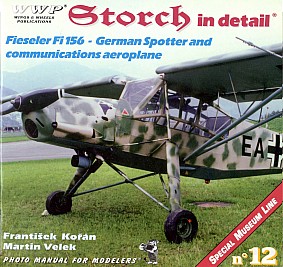 WWP
WINGS & WHEELS
PUBLICATIONS
Storch in detail
Fieseler Fi 156 - German Spotter and
communications aeroplane
EA
František Kořán
Martin Velek
PHOTO MANUAL FOR MODELERS
SPECIAL MUSEUM LINE
n° 12